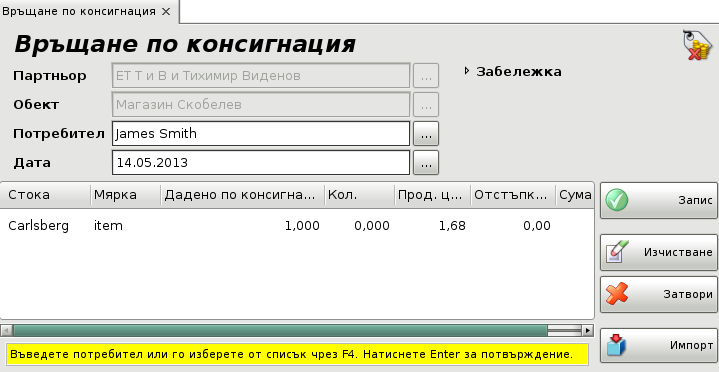 Връщане по консигнация
Връщане по консигнация
Партньор ЕТ Т и В и Тихимир Виденов ...
Забележка
Обект Магазин Скобелев ...
Потребител James Smith ...
Дата 14.05.2013 ...
Стока Мярка Дадено по консигна... Кол. Прод. ц... Отстъпк... Сума
Carlsberg item 1,000 0,000 1,68 0,00
Запис
Изчистване
Затвори
Импорт
Въведете потребител или го изберете от списък чрез F4. Натиснете Enter за потвърждение.